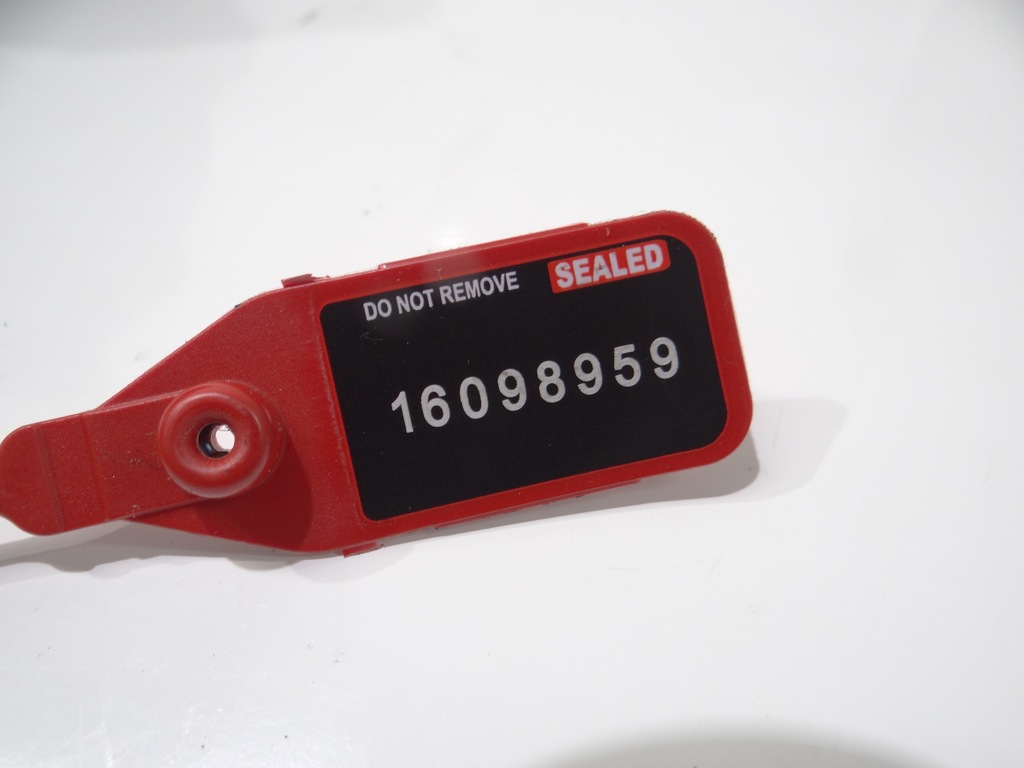 DO NOT REMOVE SEALED
16098959